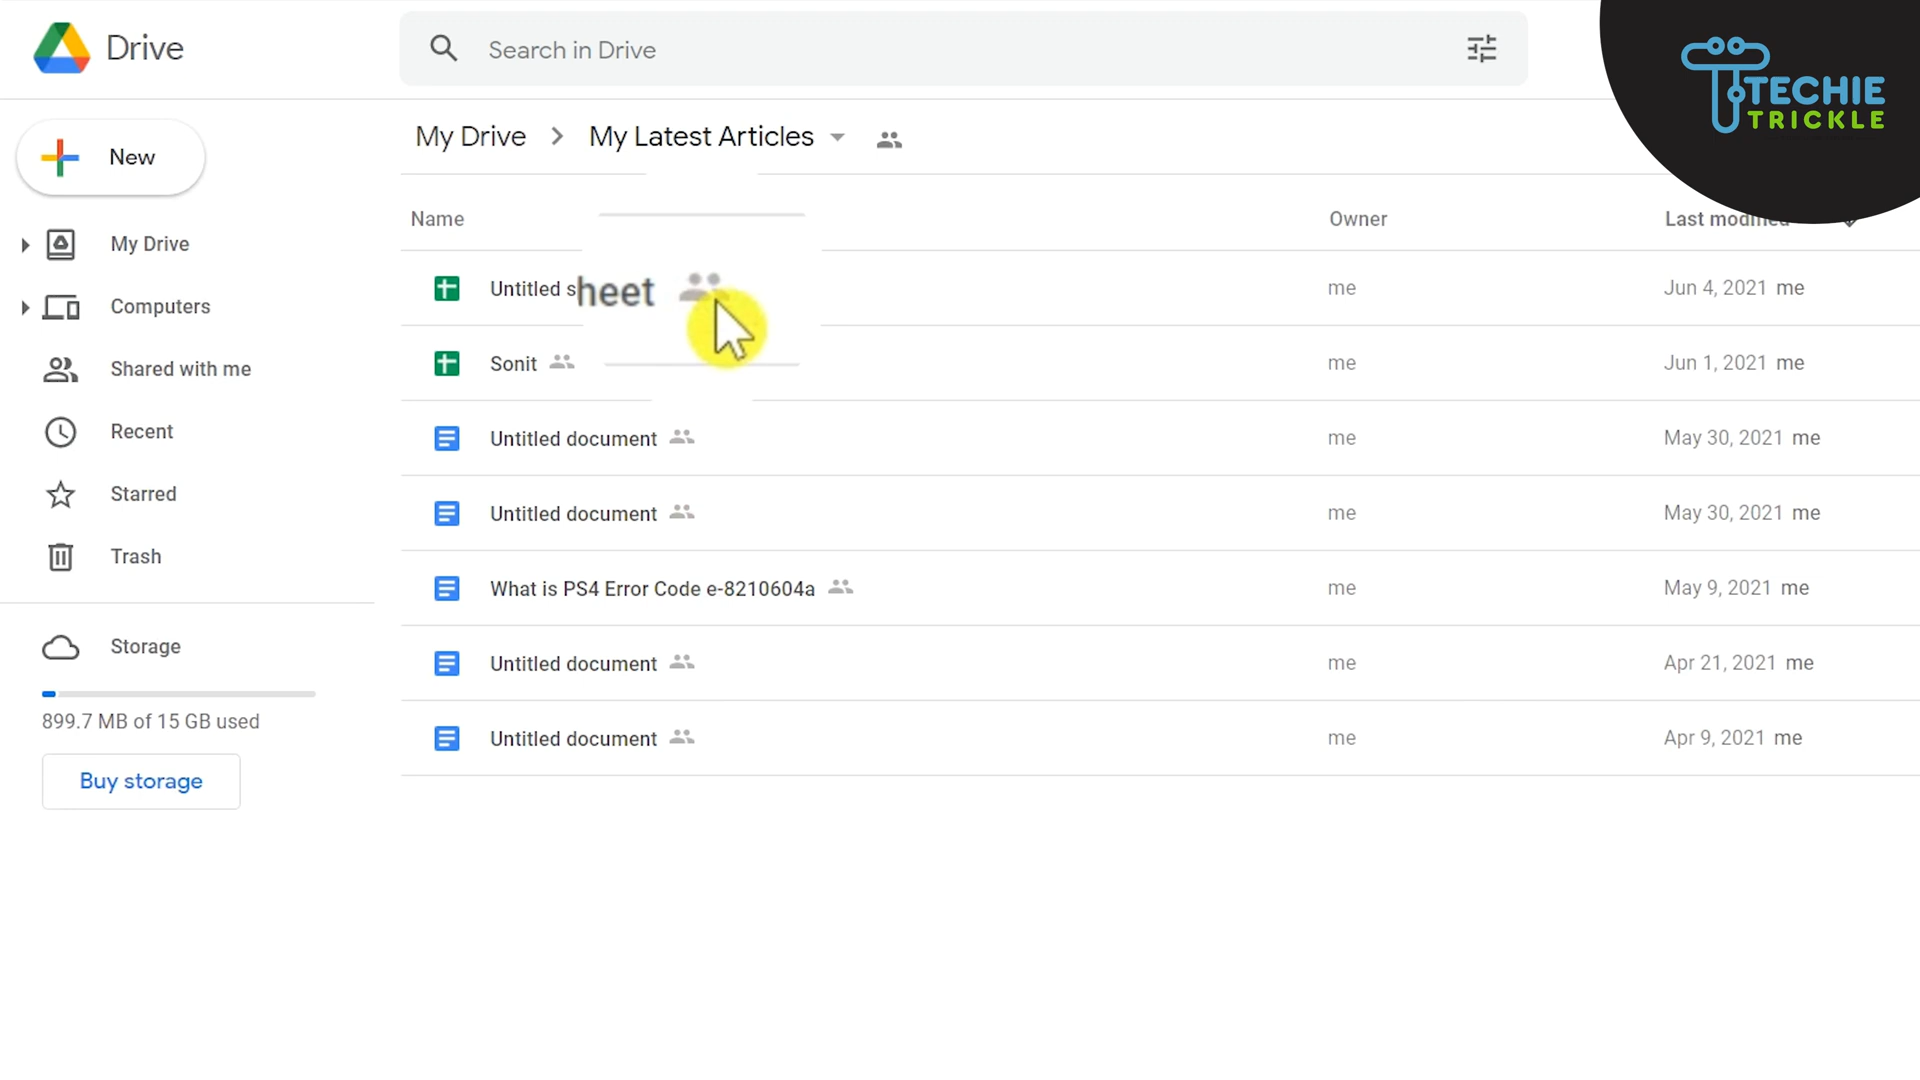 Drive
Search in Drive
TECHIE
TRICKLE
New
My Drive
Computers
Shared with me
Recent
Starred
Trash
Storage
899.7 MB of 15 GB used
Buy storage
My Drive > My Latest Articles
Name Owner Last modified
Untitled sheet me Jun 4, 2021 me
Sonit me Jun 1, 2021 me
Untitled document me May 30, 2021 me
Untitled document me May 30, 2021 me
What is PS4 Error Code e-8210604a me May 9, 2021 me
Untitled document me Apr 21, 2021 me
Untitled document me Apr 9, 2021 me